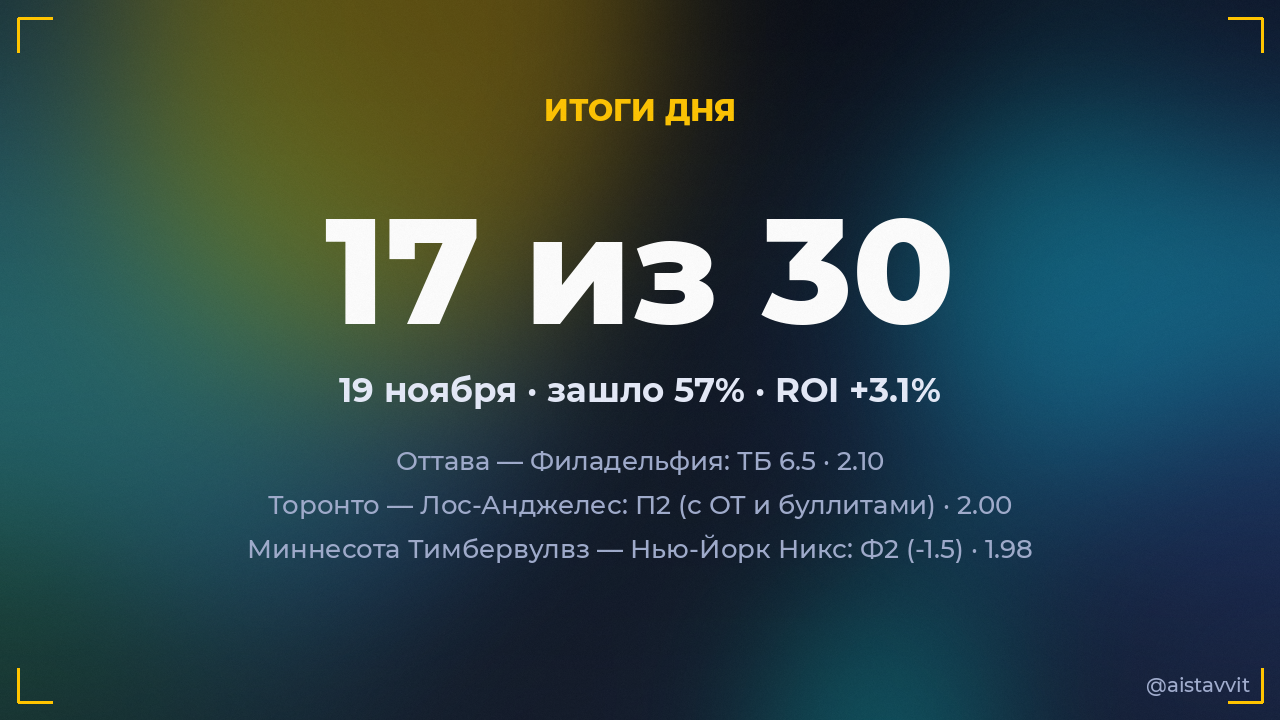 ИТОГИ ДНЯ
17 из 30
19 ноября · зашло 57% · ROI +3.1%
Оттава — Филадельфия: ТБ 6.5 · 2.10
Торонто — Лос-Анджелес: П2 (с ОТ и буллитами) · 2.00
Миннесота Тимбервулвз — Нью-Йорк Никс: Ф2 (-1.5) · 1.98
@aistavvit